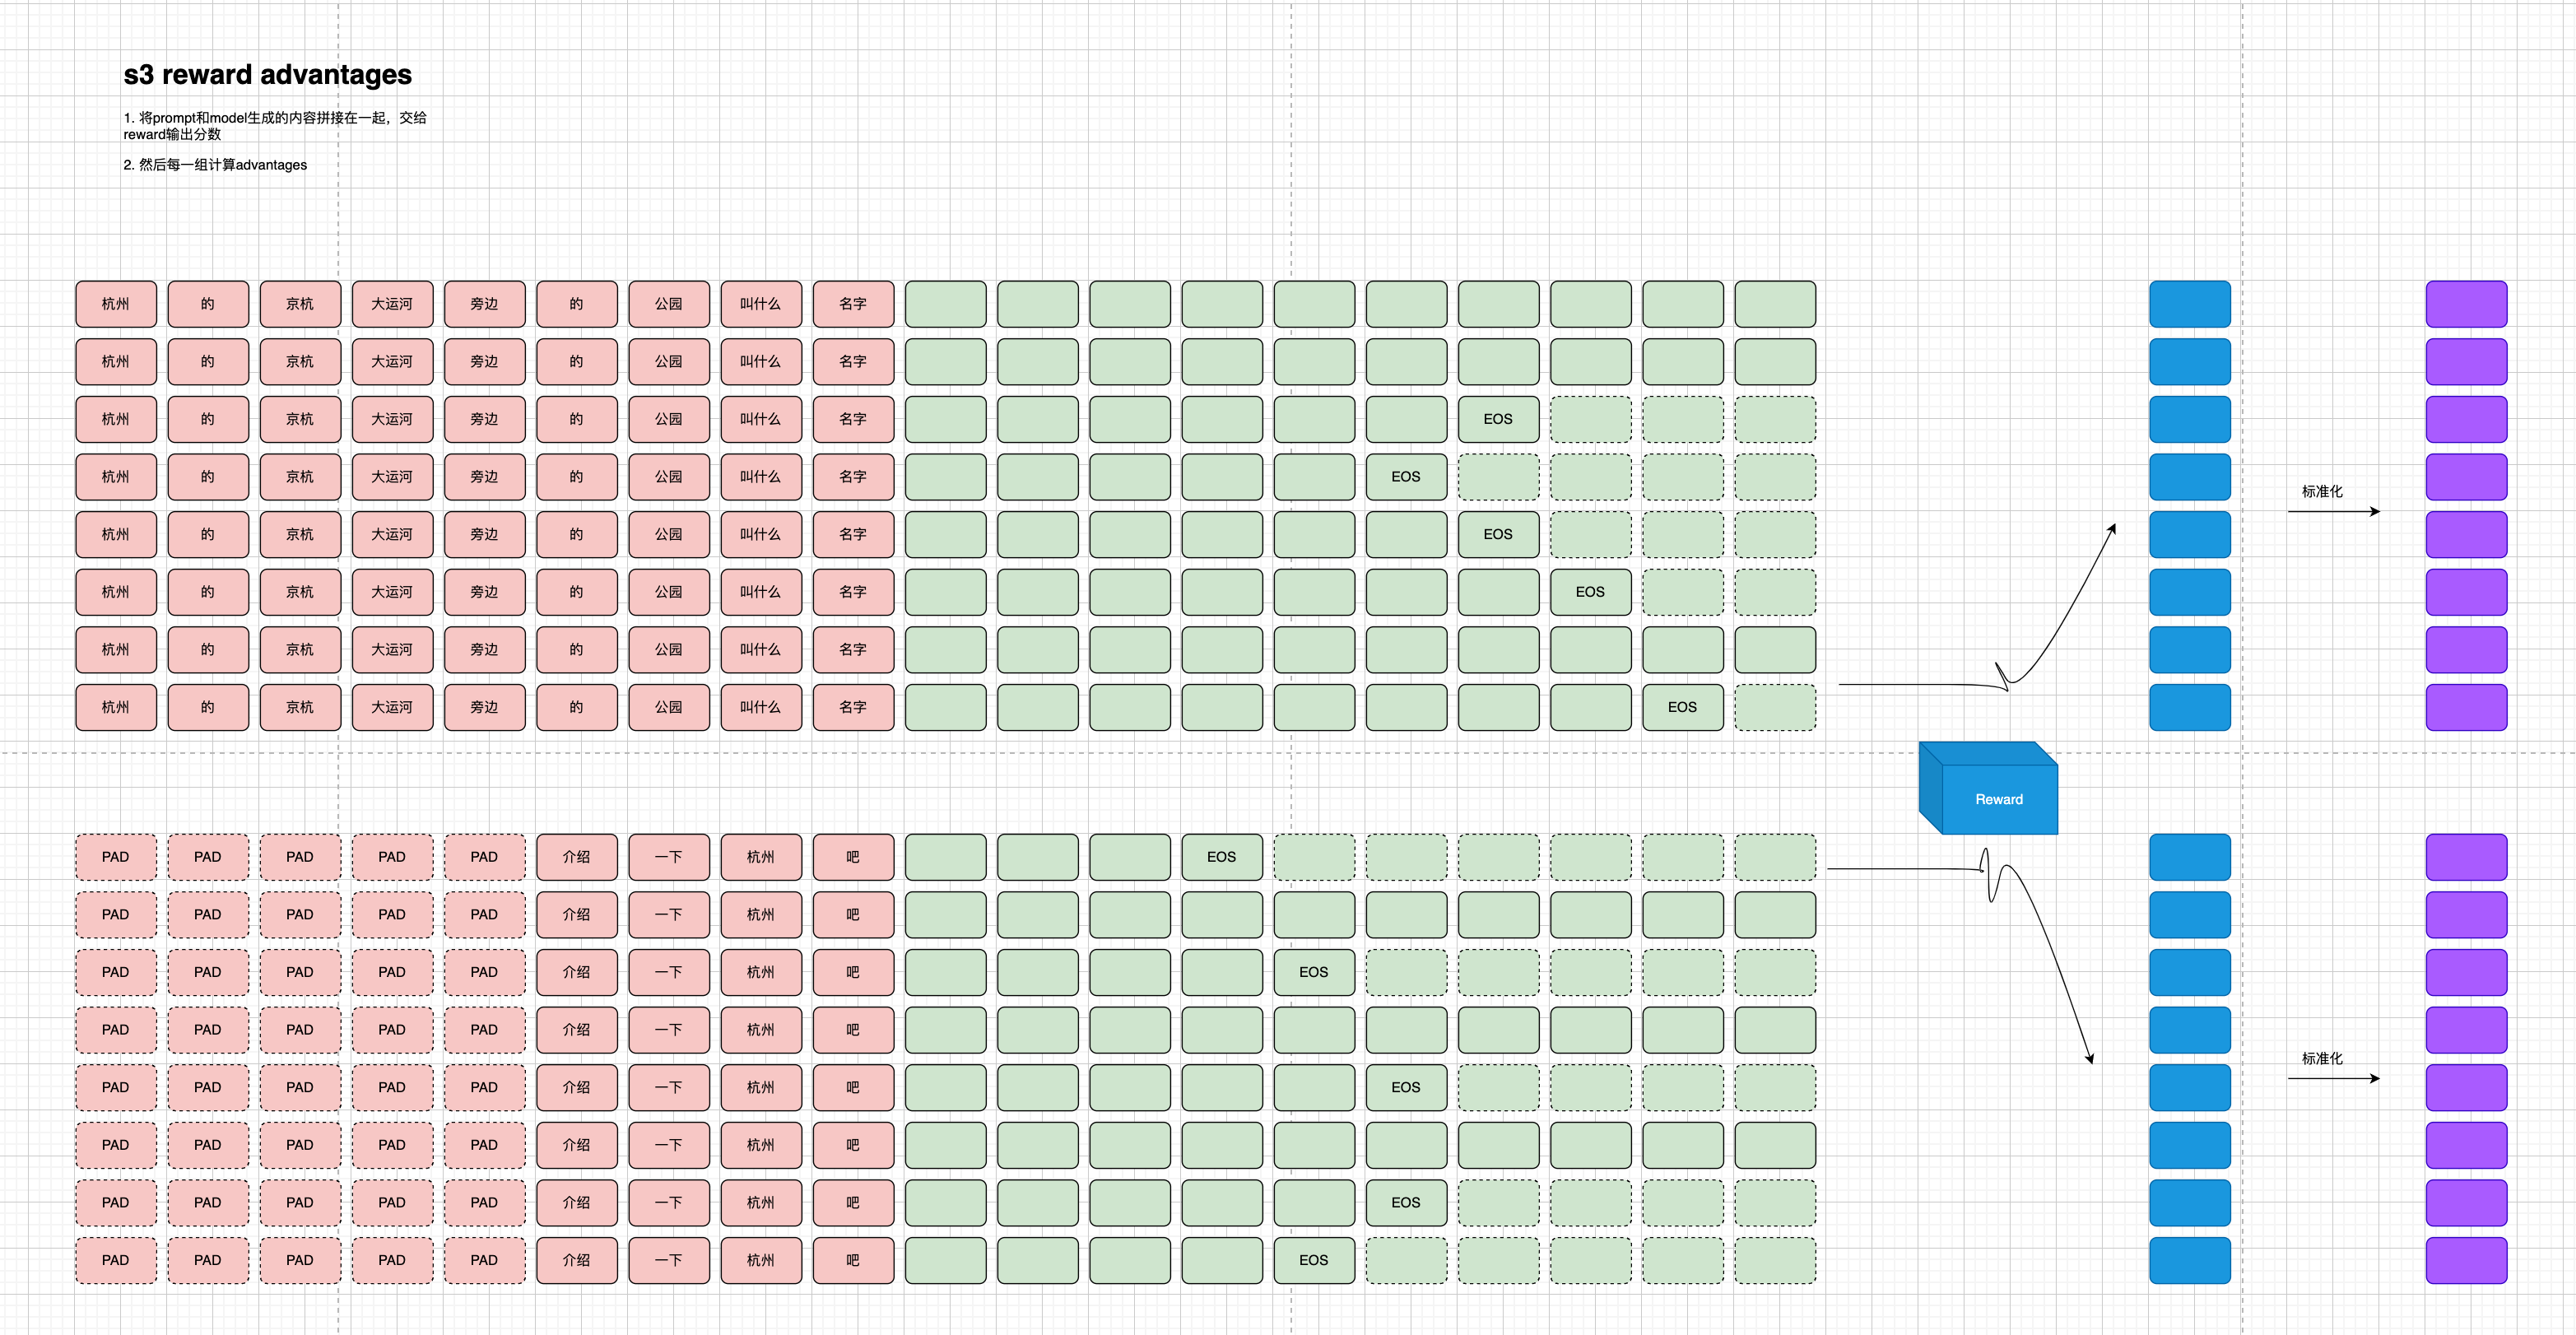 s3 reward advantages
1. 将prompt和model生成的内容拼接在一起，交给
reward输出分数
2. 然后每一组计算advantages
杭州 的 京杭 大运河 旁边 的 公园 叫什么 名字
杭州 的 京杭 大运河 旁边 的 公园 叫什么 名字
杭州 的 京杭 大运河 旁边 的 公园 叫什么 名字 EOS
杭州 的 京杭 大运河 旁边 的 公园 叫什么 名字 EOS
标准化
杭州 的 京杭 大运河 旁边 的 公园 叫什么 名字 EOS
杭州 的 京杭 大运河 旁边 的 公园 叫什么 名字 EOS
杭州 的 京杭 大运河 旁边 的 公园 叫什么 名字
杭州 的 京杭 大运河 旁边 的 公园 叫什么 名字 EOS
Reward
PAD PAD PAD PAD PAD 介绍 一下 杭州 吧 EOS
PAD PAD PAD PAD PAD 介绍 一下 杭州 吧
PAD PAD PAD PAD PAD 介绍 一下 杭州 吧 EOS
PAD PAD PAD PAD PAD 介绍 一下 杭州 吧
标准化
PAD PAD PAD PAD PAD 介绍 一下 杭州 吧 EOS
PAD PAD PAD PAD PAD 介绍 一下 杭州 吧
PAD PAD PAD PAD PAD 介绍 一下 杭州 吧 EOS
PAD PAD PAD PAD PAD 介绍 一下 杭州 吧 EOS